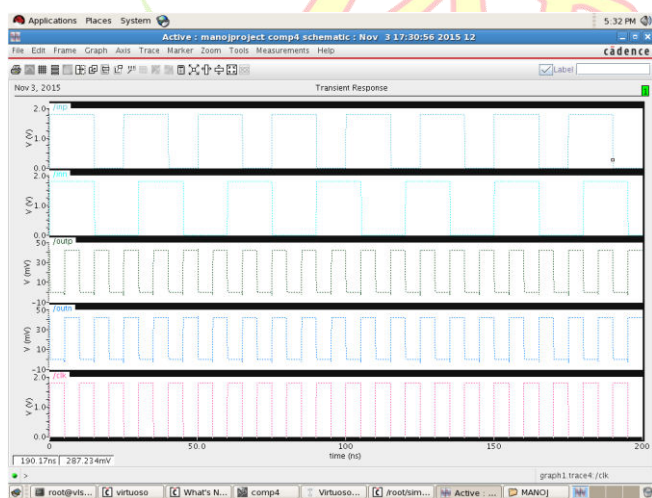 Applications Places System 5:32 PM
Active : manojproject comp4 schematic : Nov 3 17:30:56 2015 12
File Edit Frame Graph Axis Trace Marker Zoom Tools Measurements Help cādence
Label
Nov 3, 2015 Transient Response 1
/inp
2.0
V (V)
1.0
0.0
/inn
2.0
V (V)
1.0
0.0
/outp
50
30
V (mV)
10
-10
/outn
50
30
V (mV)
10
-10
/clk
2.0
V (V)
1.0
0.0
0 50.0 100 150 200
time (ns)
190.17ns 287.234mV
> graph1:trace4:/clk
root@vls... virtuoso What's N... comp4 Virtuoso... /root/sim... Active : ... MANOJ